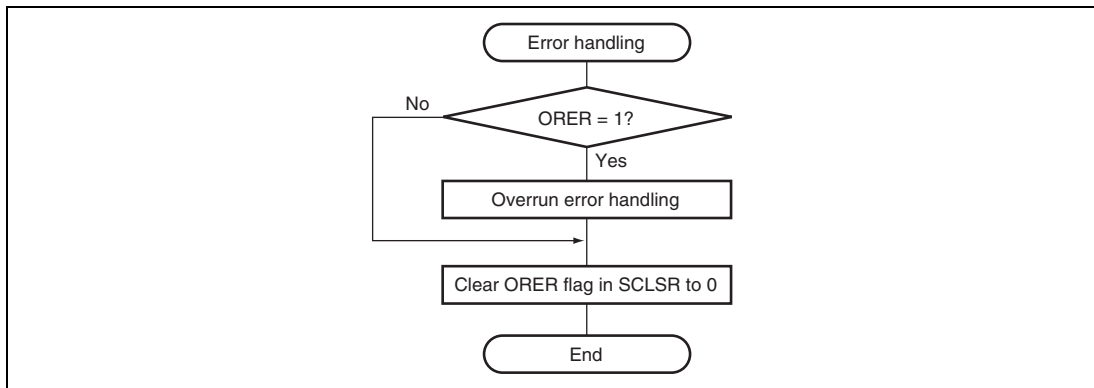 Error handling
No
ORER = 1?
Yes
Overrun error handling
Clear ORER flag in SCLSR to 0
End